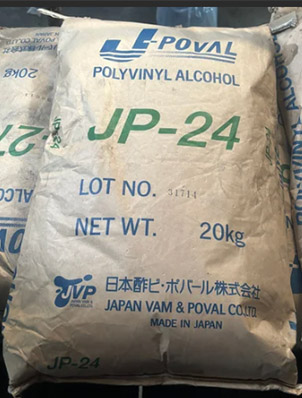 J-POVAL
POLYVINYL ALCOHOL
JP-24
LOT NO. 31714
NET WT. 20kg
JVP
日本酢ビ・ポバール株式会社
JAPAN VAM & POVAL CO.LTD.
MADE IN JAPAN
JP-24
20KG